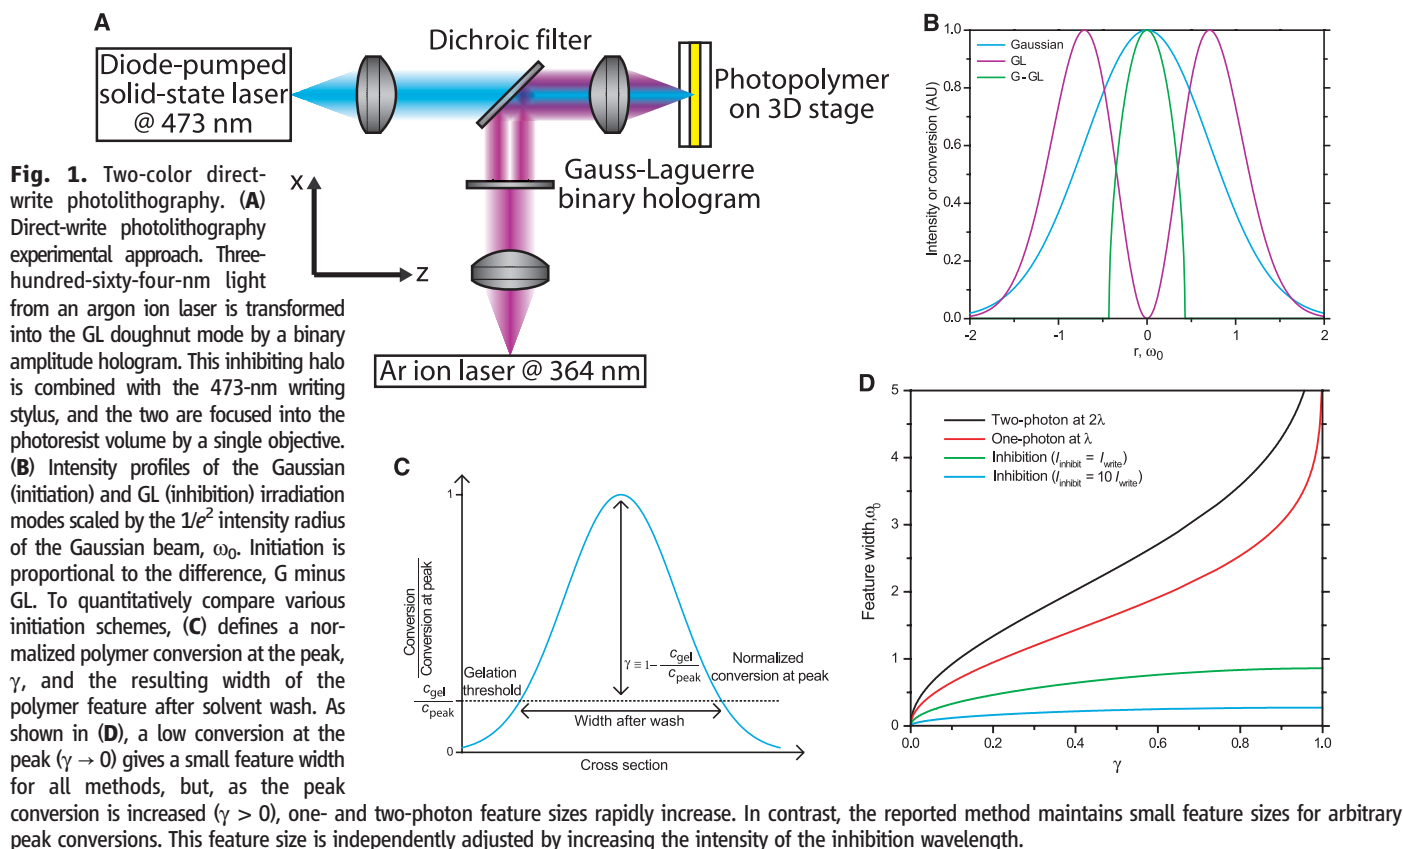 A
Diode-pumped
solid-state laser
@ 473 nm
Dichroic filter
Photopolymer
on 3D stage
Gauss-Laguerre
binary hologram
X
z
Ar ion laser @ 364 nm
B
Gaussian
GL
G - GL
Intensity or conversion (AU)
1.0
0.8
0.6
0.4
0.2
0.0
-2
-1
0
1
2
r, ω0
Fig. 1. Two-color direct-
write photolithography. (A)
Direct-write photolithography
experimental approach. Three-
hundred-sixty-four-nm light
from an argon ion laser is transformed
into the GL doughnut mode by a binary
amplitude hologram. This inhibiting halo
is combined with the 473-nm writing
stylus, and the two are focused into the
photoresist volume by a single objective.
(B) Intensity profiles of the Gaussian
(initiation) and GL (inhibition) irradiation
modes scaled by the 1/e² intensity radius
of the Gaussian beam, ω0. Initiation is
proportional to the difference, G minus
GL. To quantitatively compare various
initiation schemes, (C) defines a nor-
malized polymer conversion at the peak,
γ, and the resulting width of the
polymer feature after solvent wash. As
shown in (D), a low conversion at the
peak (γ → 0) gives a small feature width
for all methods, but, as the peak
conversion is increased (γ > 0), one- and two-photon feature sizes rapidly increase. In contrast, the reported method maintains small feature sizes for arbitrary
peak conversions. This feature size is independently adjusted by increasing the intensity of the inhibition wavelength.
C
1
Conversion
Conversion at peak
Gelation
threshold
cgel
cpeak
γ ≡ 1- cgel
cpeak
Normalized
conversion at peak
Width after wash
0
Cross section
D
Two-photon at 2λ
One-photon at λ
Inhibition (Iinhibit = Iwrite)
Inhibition (Iinhibit = 10 Iwrite)
Feature width,ω0
5
4
3
2
1
0
0.0
0.2
0.4
0.6
0.8
1.0
γ